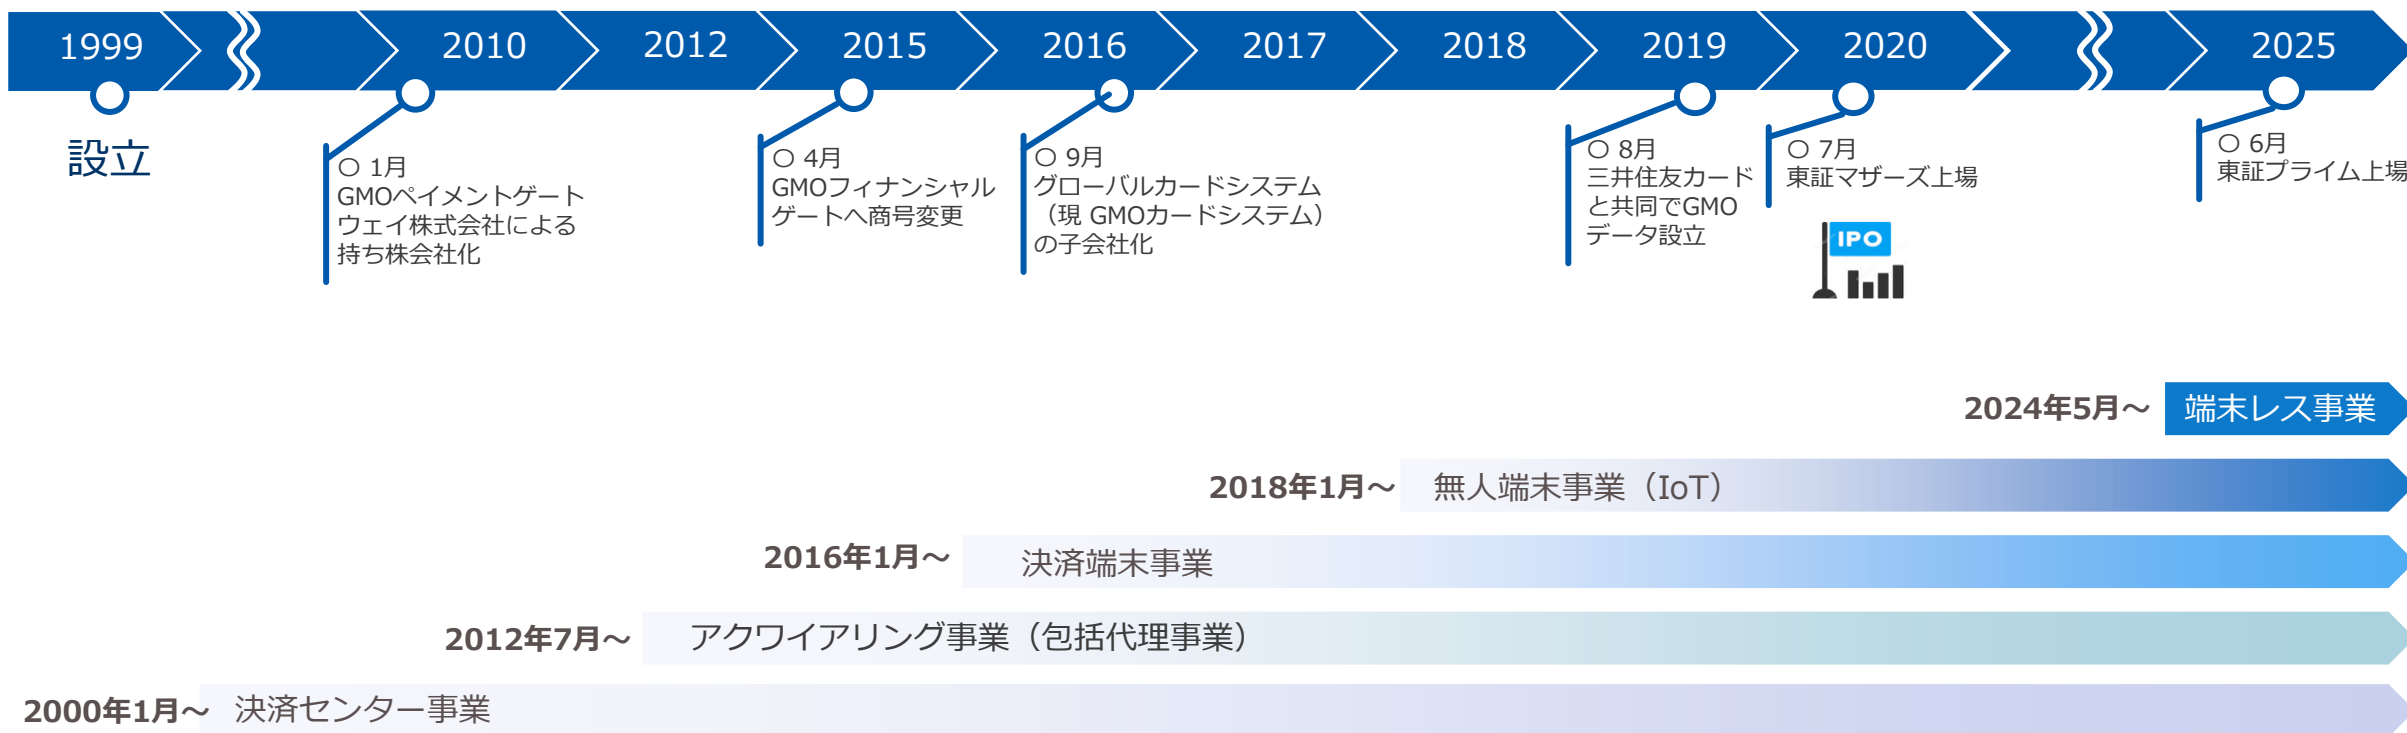 1999
2010
2012
2015
2016
2017
2018
2019
2020
2025
設立
○ 1月
GMOペイメントゲート
ウェイ株式会社による
持ち株会社化
○ 4月
GMOフィナンシャル
ゲートへ商号変更
○ 9月
グローバルカードシステム
（現 GMOカードシステム）
の子会社化
○ 8月
三井住友カード
と共同でGMO
データ設立
○ 7月
東証マザーズ上場
IPO
○ 6月
東証プライム上場
2024年5月～ 端末レス事業
2018年1月～ 無人端末事業（IoT）
2016年1月～ 決済端末事業
2012年7月～ アクワイアリング事業（包括代理事業）
2000年1月～ 決済センター事業